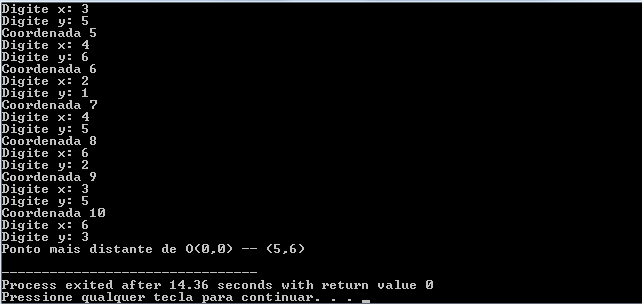 Digite x: 3
Digite y: 5
Coordenada 5
Digite x: 4
Digite y: 6
Coordenada 6
Digite x: 2
Digite y: 1
Coordenada 7
Digite x: 4
Digite y: 5
Coordenada 8
Digite x: 6
Digite y: 2
Coordenada 9
Digite x: 3
Digite y: 5
Coordenada 10
Digite x: 6
Digite y: 3
Ponto mais distante de O(0,0) -- (5,6)
--------------------------------
Process exited after 14.36 seconds with return value 0
Pressione qualquer tecla para continuar. . . _